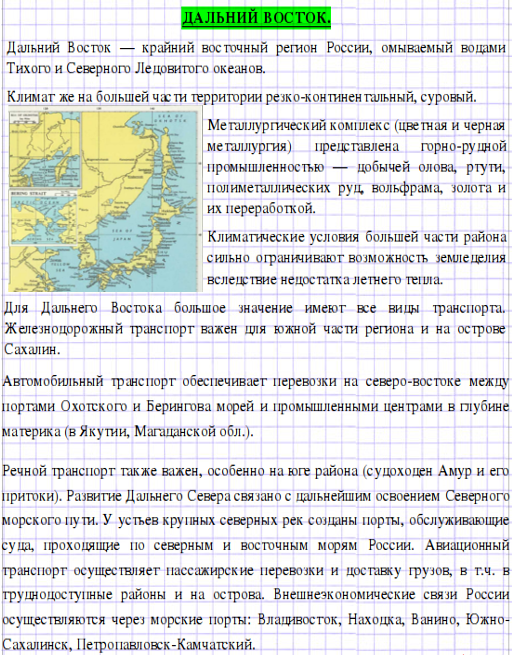 ДАЛЬНИЙ ВОСТОК.
Дальний Восток — крайний восточный регион России, омываемый водами
Тихого и Северного Ледовитого океанов.
Климат же на большей части территории резко-континентальный, суровый.
Металлургический комплекс (цветная и черная
металлургия) представлена горно-рудной
промышленностью — добычей олова, ртути,
полиметаллических руд, вольфрама, золота и
их переработкой.
Климатические условия большей части района
сильно ограничивают возможность земледелия
вследствие недостатка летнего тепла.
BERING STRAIT
SEA OF
OKHOTSK
SEA OF
JAPAN
Для Дальнего Востока большое значение имеют все виды транспорта.
Железнодорожный транспорт важен для южной части региона и на острове
Сахалин.
Автомобильный транспорт обеспечивает перевозки на северо-востоке между
портами Охотского и Берингова морей и промышленными центрами в глубине
материка (в Якутии, Магаданской обл.).
Речной транспорт также важен, особенно на юге района (судоходен Амур и его
притоки). Развитие Дальнего Севера связано с дальнейшим освоением Северного
морского пути. У устьев крупных северных рек созданы порты, обслуживающие
суда, проходящие по северным и восточным морям России. Авиационный
транспорт осуществляет пассажирские перевозки и доставку грузов, в т.ч. в
труднодоступные районы и на острова. Внешнеэкономические связи России
осуществляются через морские порты: Владивосток, Находка, Ванино, Южно-
Сахалинск, Петропавловск-Камчатский.